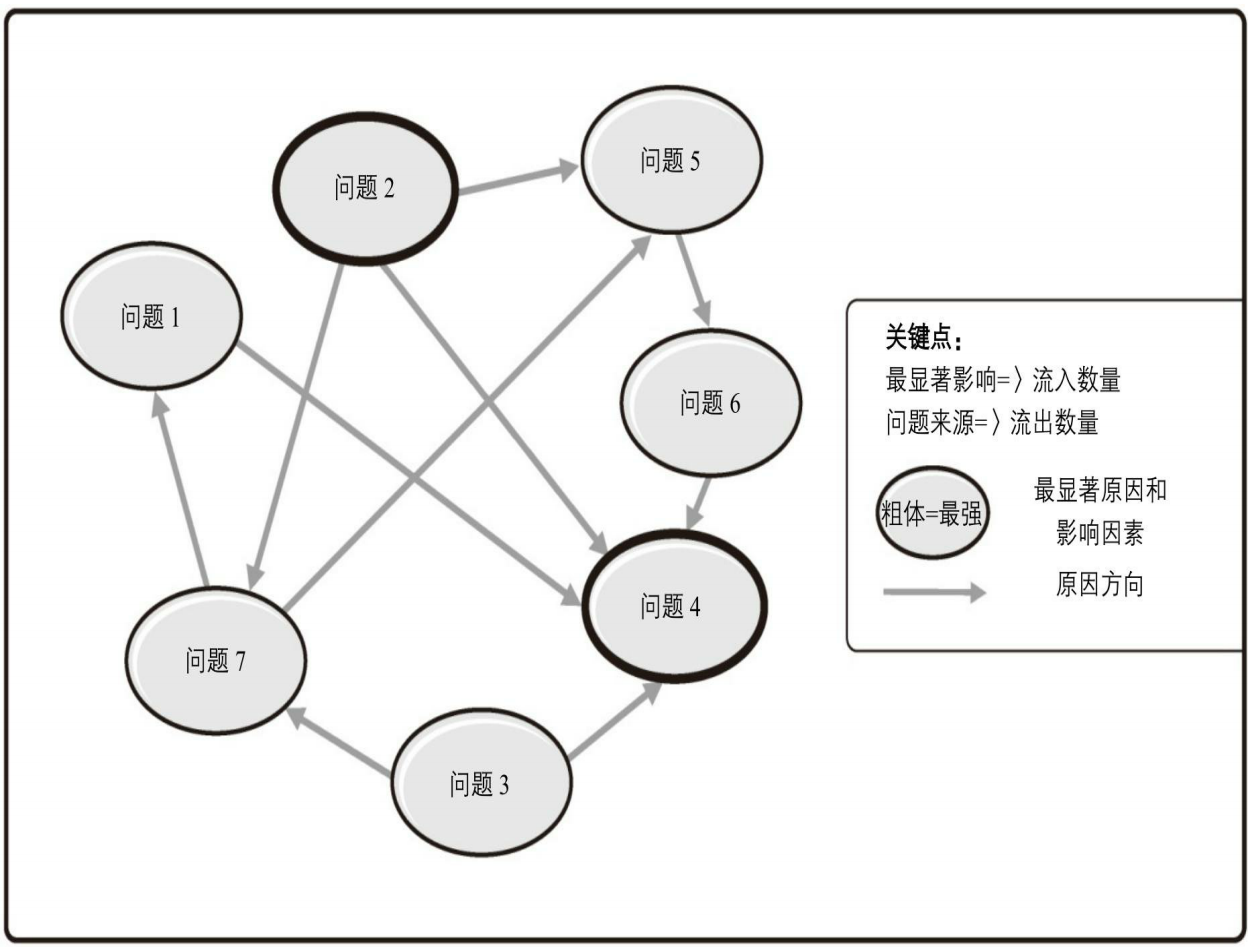 问题 5
问题 2
问题 1
问题 6
问题 4
问题 7
问题 3
关键点：
最显著影响=〉流入数量
问题来源=〉流出数量
粗体=最强
最显著原因和
影响因素
原因方向